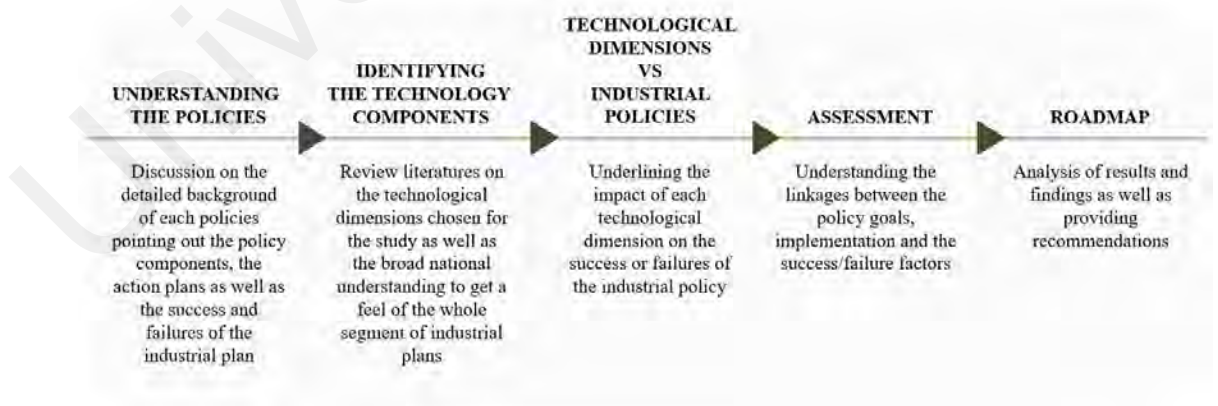 UNDERSTANDING
THE POLICIES
Discussion on the
detailed background
of each policies
pointing out the policy
components, the
action plans as well as
the success and
failures of the
industrial plan
IDENTIFYING
THE TECHNOLOGY
COMPONENTS
Review literatures on
the technological
dimensions chosen for
the study as well as
the broad national
understanding to get a
feel of the whole
segment of industrial
plans
TECHNOLOGICAL
DIMENSIONS
VS
INDUSTRIAL
POLICIES
Underlining the
impact of each
technological
dimension on the
success or failures of
the industrial policy
ASSESSMENT
Understanding the
linkages between the
policy goals,
implementation and the
success/failure factors
ROADMAP
Analysis of results and
findings as well as
providing
recommendations
Univ